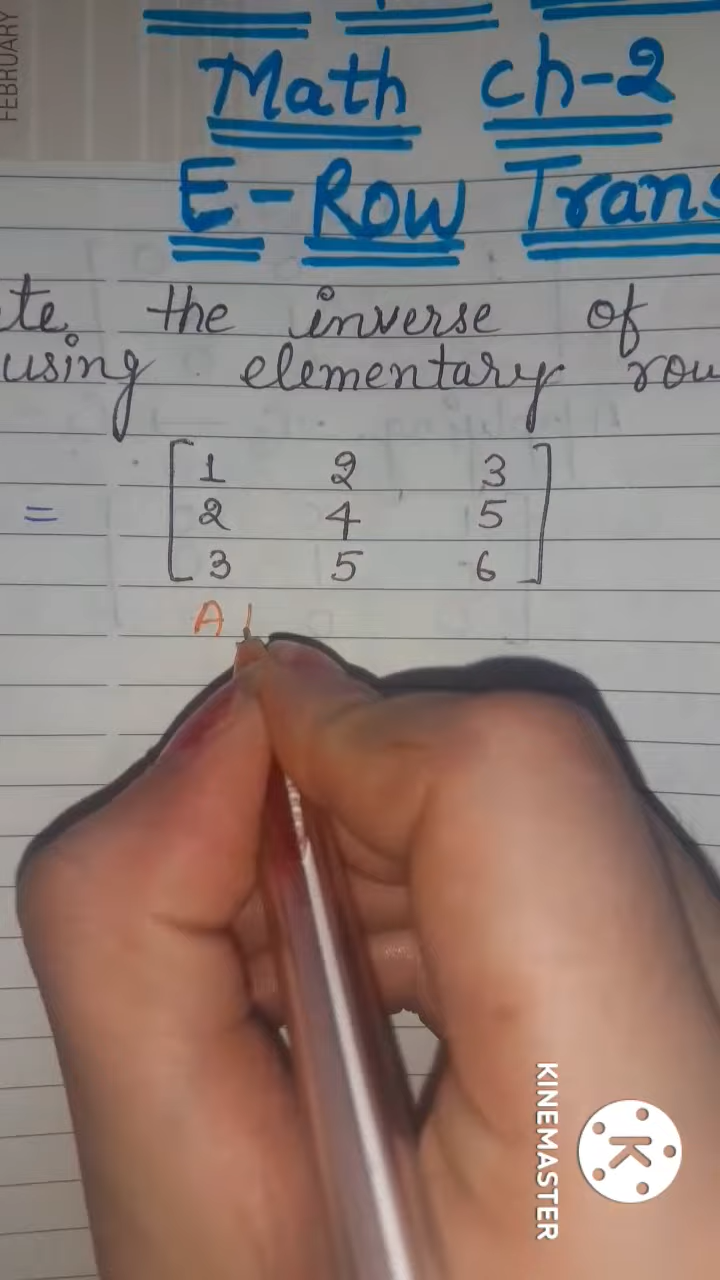 FEBRUARY
Math ch-2
E-Row Trans
te the inverse of
using elementary row
= [ 1 2 3
2 4 5
3 5 6 ]
A
KINEMASTER